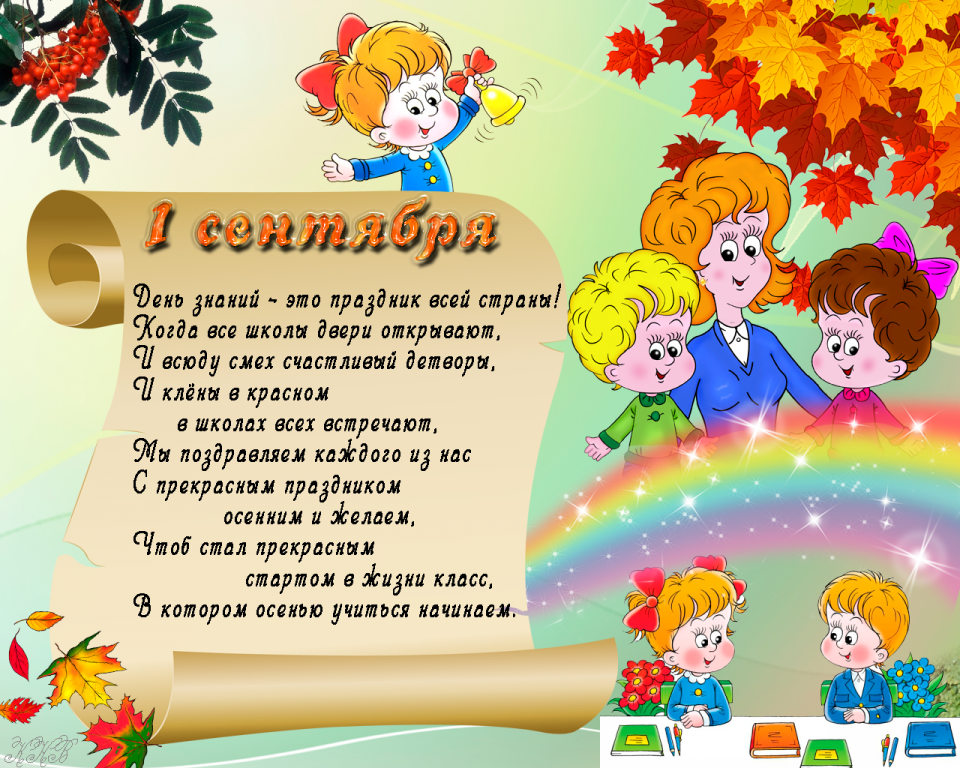 1 сентября
День знаний - это праздник всей страны!
Когда все школы двери открывают,
И всюду смех счастливый детворы,
И клёны в красном
в школах всех встречают,
Мы поздравляем каждого из нас
С прекрасным праздником
осенним и желаем,
Чтоб стал прекрасным
стартом в жизни класс,
В котором осенью учиться начинаем.